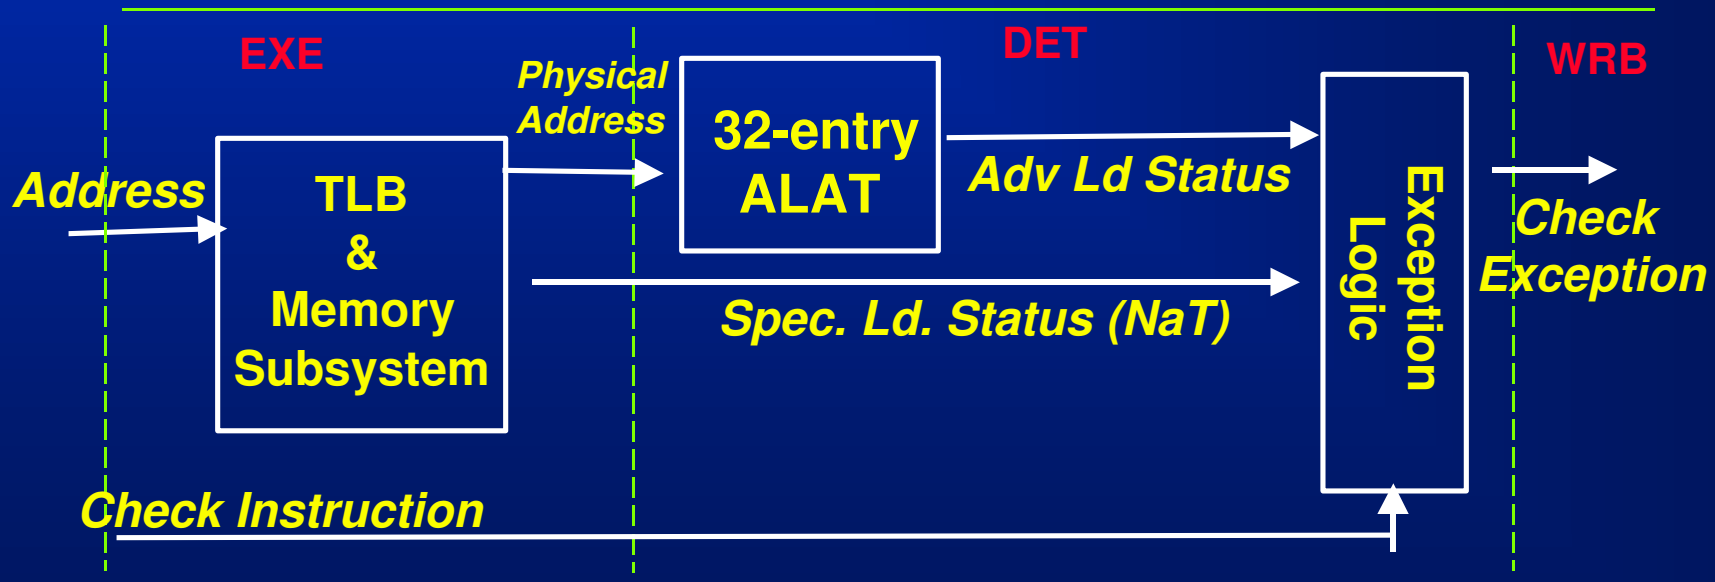 EXE
DET
WRB
Physical
Address
Address
TLB
&
Memory
Subsystem
32-entry
ALAT
Adv Ld Status
Spec. Ld. Status (NaT)
Exception
Logic
Check
Exception
Check Instruction